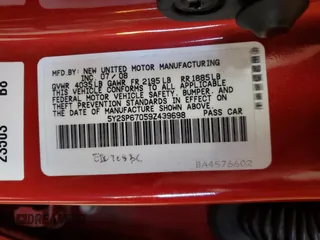 MFD.BY: NEW UNITED MOTOR MANUFACTURING
INC. 07/08
GVWR 4035LB GAWR FR 2195LB RR 1885LB
THIS VEHICLE CONFORMS TO ALL APPLICABLE
FEDERAL MOTOR VEHICLE SAFETY, BUMPER, AND
THEFT PREVENTION STANDARDS IN EFFECT ON THE
DATE OF MANUFACTURE SHOWN ABOVE.
5Y2SP67059Z439698 PASS CAR
BA4576602